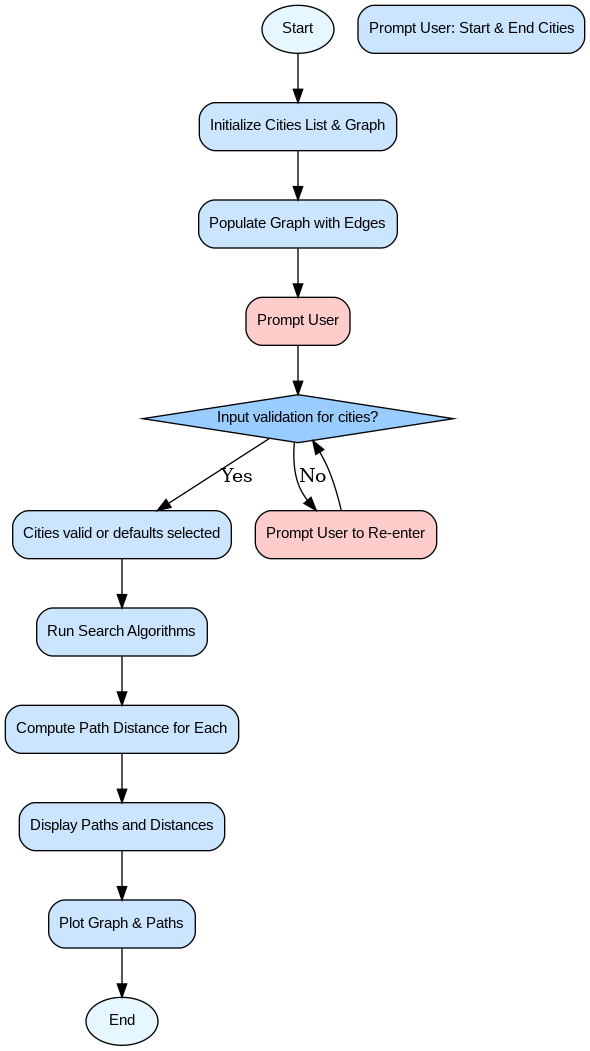 Start
Prompt User: Start & End Cities
Initialize Cities List & Graph
Populate Graph with Edges
Prompt User
Input validation for cities?
Yes
No
Cities valid or defaults selected
Prompt User to Re-enter
Run Search Algorithms
Compute Path Distance for Each
Display Paths and Distances
Plot Graph & Paths
End